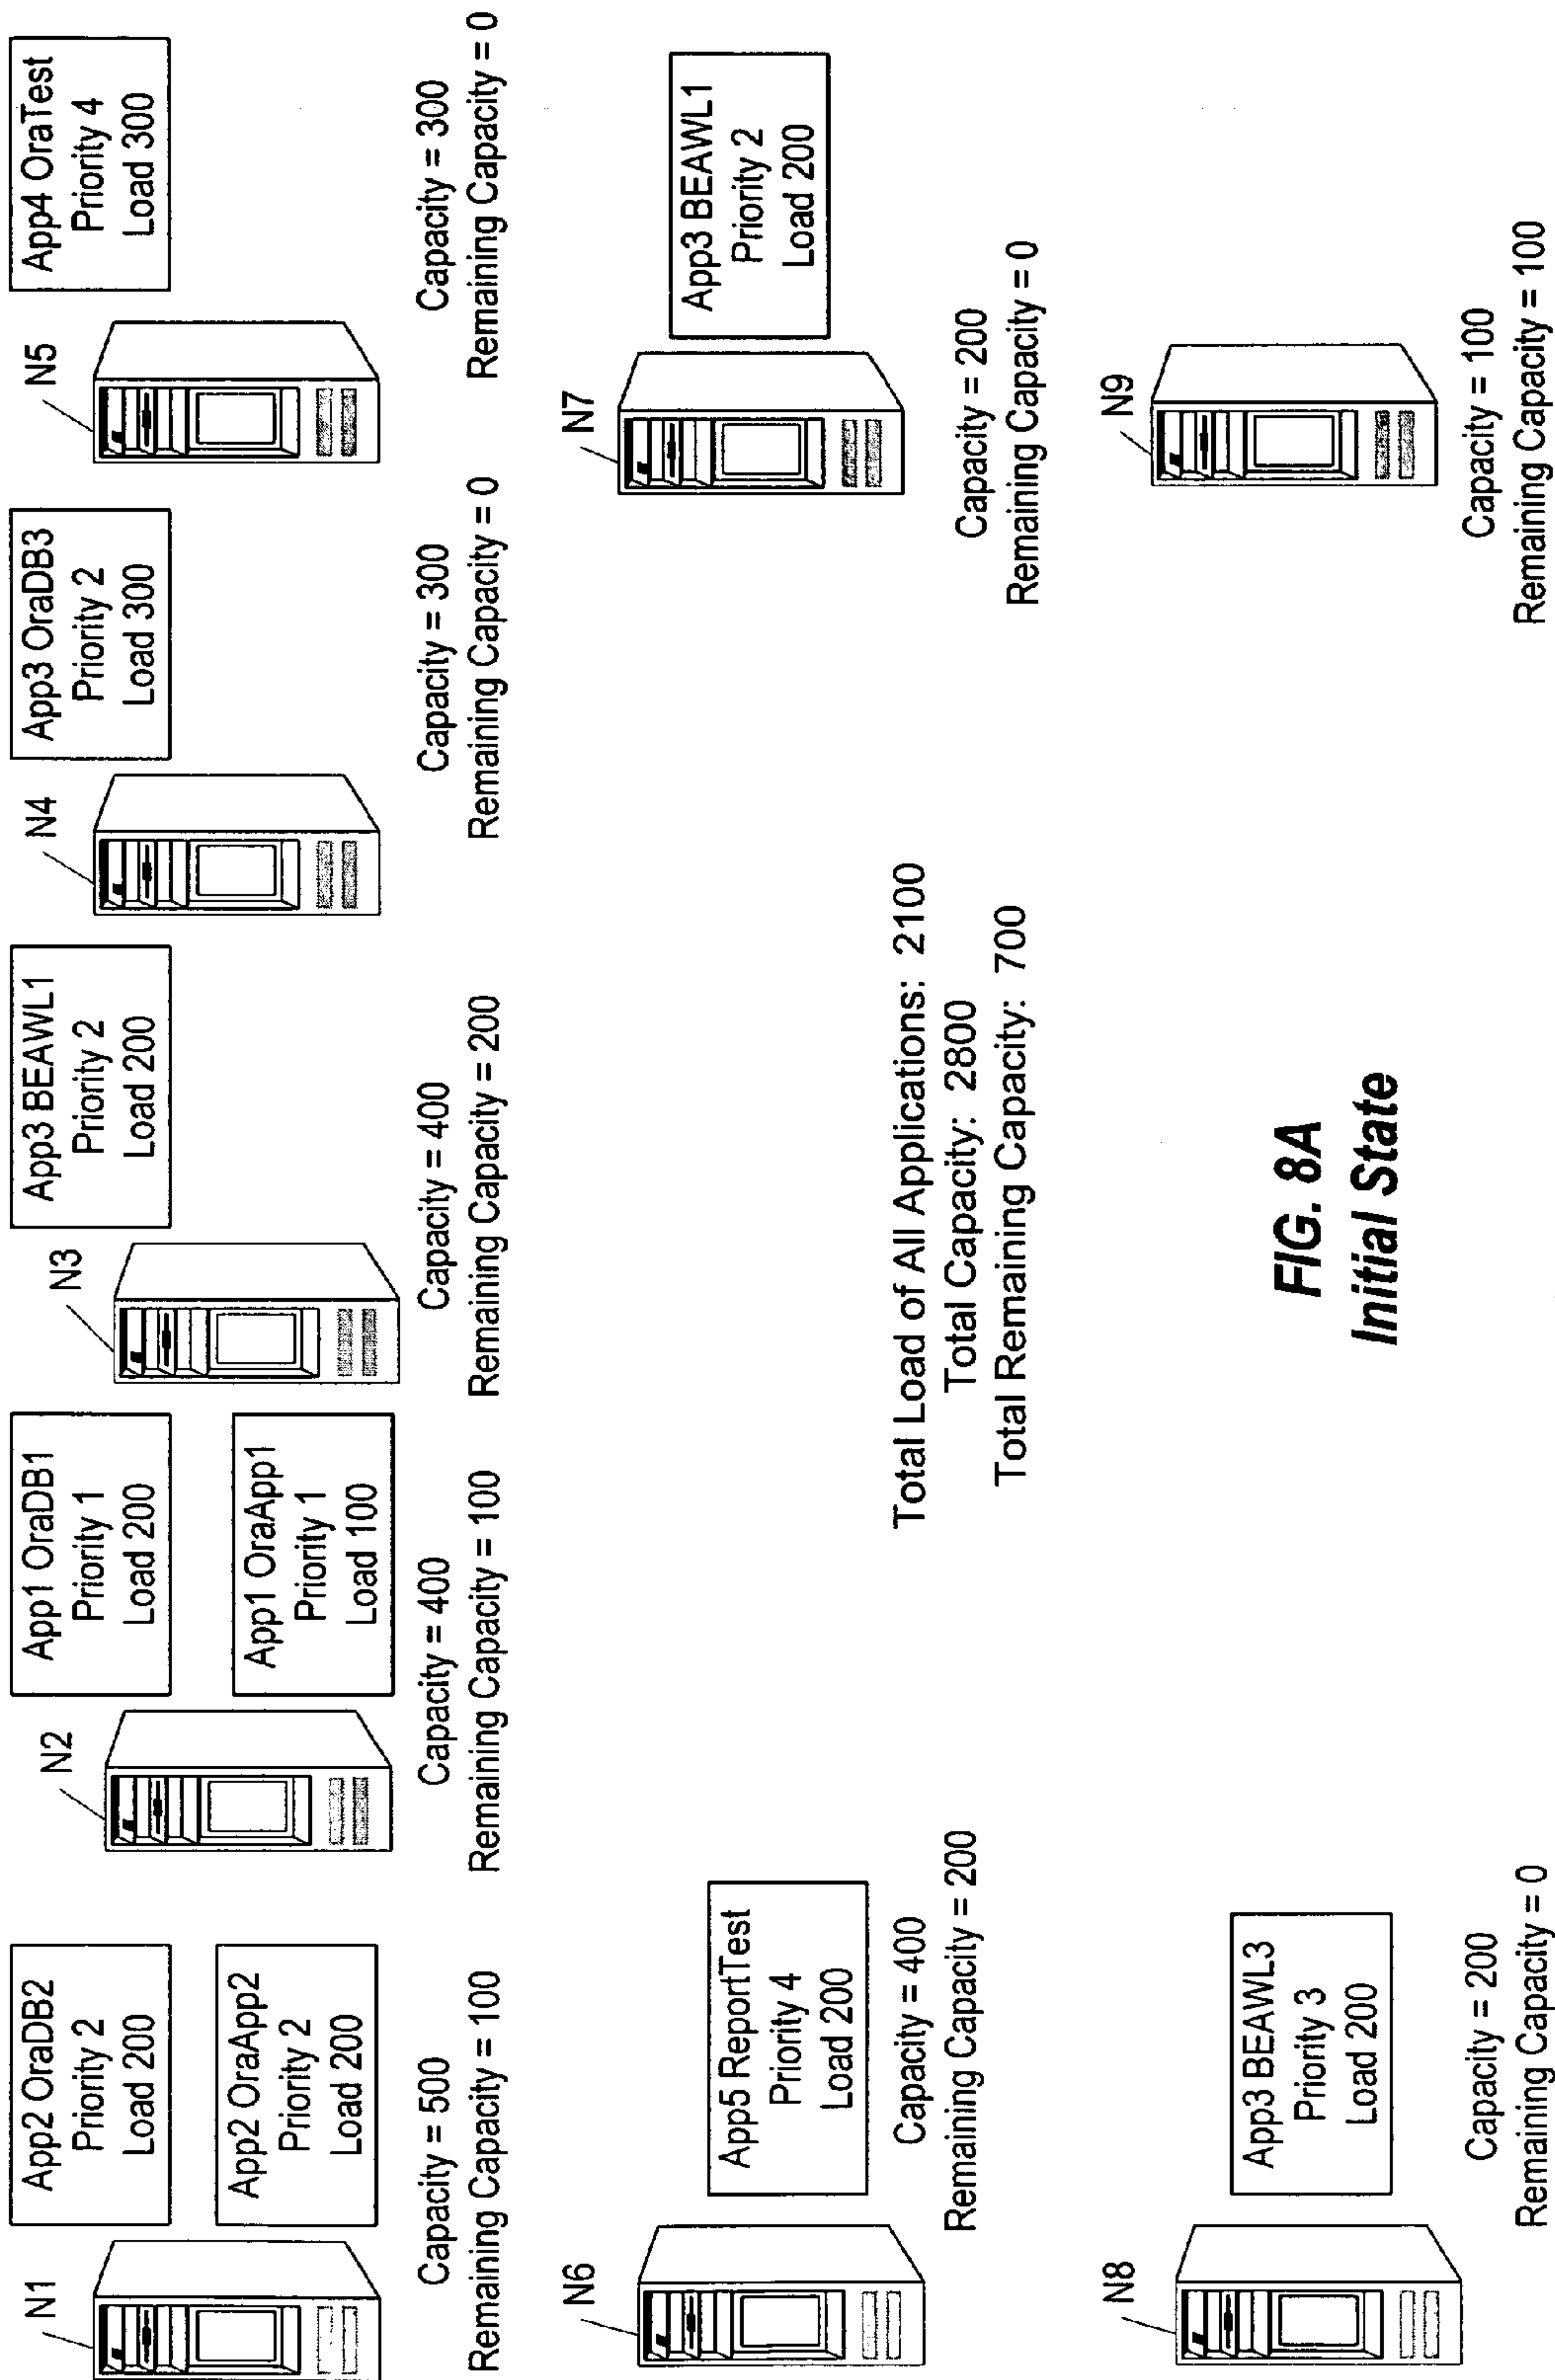 N1
App2 OraDB2
Priority 2
Load 200
App2 OraApp2
Priority 2
Load 200
Capacity = 500
Remaining Capacity = 100
N2
App1 OraDB1
Priority 1
Load 200
App1 OraApp1
Priority 1
Load 100
Capacity = 400
Remaining Capacity = 100
N3
App3 BEAWL1
Priority 2
Load 200
Capacity = 400
Remaining Capacity = 200
N4
App3 OraDB3
Priority 2
Load 300
Capacity = 300
Remaining Capacity = 0
N5
App4 OraTest
Priority 4
Load 300
Capacity = 300
Remaining Capacity = 0
N6
App5 ReportTest
Priority 4
Load 200
Capacity = 400
Remaining Capacity = 200
N7
App3 BEAWL1
Priority 2
Load 200
Capacity = 200
Remaining Capacity = 0
Total Load of All Applications: 2100
Total Capacity: 2800
Total Remaining Capacity: 700
N8
App3 BEAWL3
Priority 3
Load 200
Capacity = 200
Remaining Capacity = 0
N9
Capacity = 100
Remaining Capacity = 100
FIG. 8A
Initial State